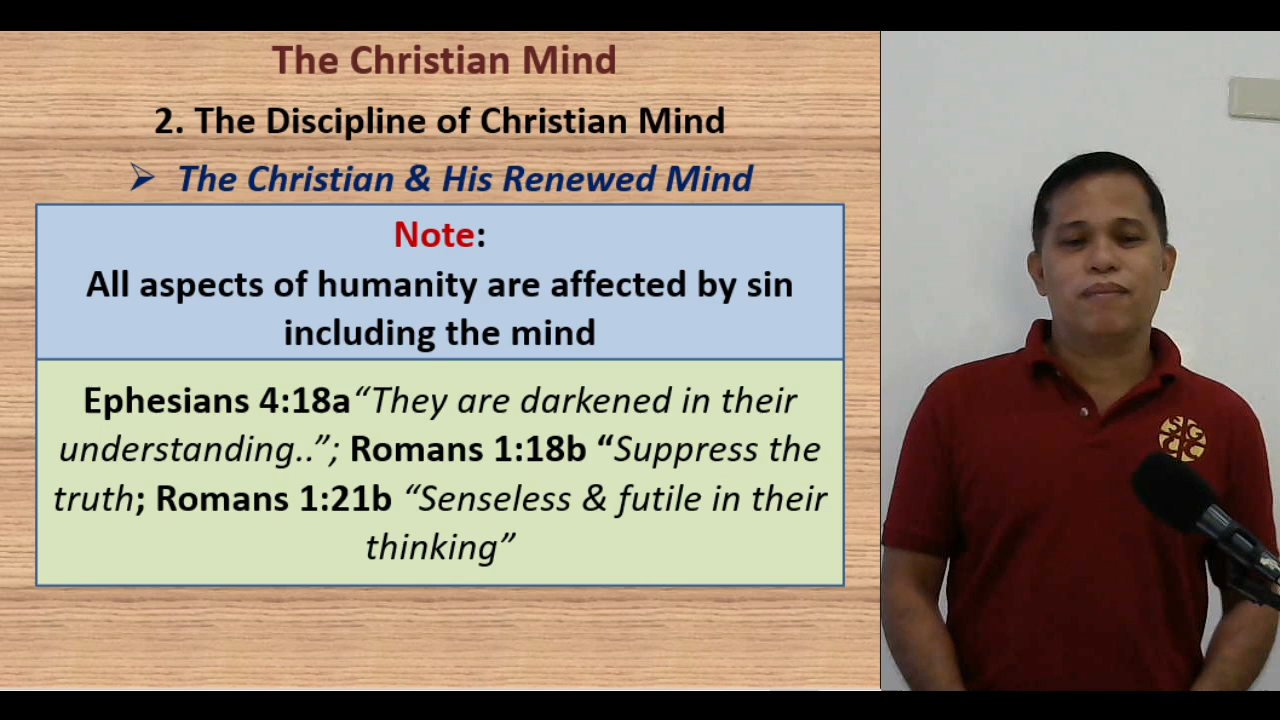 The Christian Mind
2. The Discipline of Christian Mind
➢ The Christian & His Renewed Mind
Note:
All aspects of humanity are affected by sin
including the mind
Ephesians 4:18a“They are darkened in their
understanding..”; Romans 1:18b “Suppress the
truth; Romans 1:21b “Senseless & futile in their
thinking”
SGCC